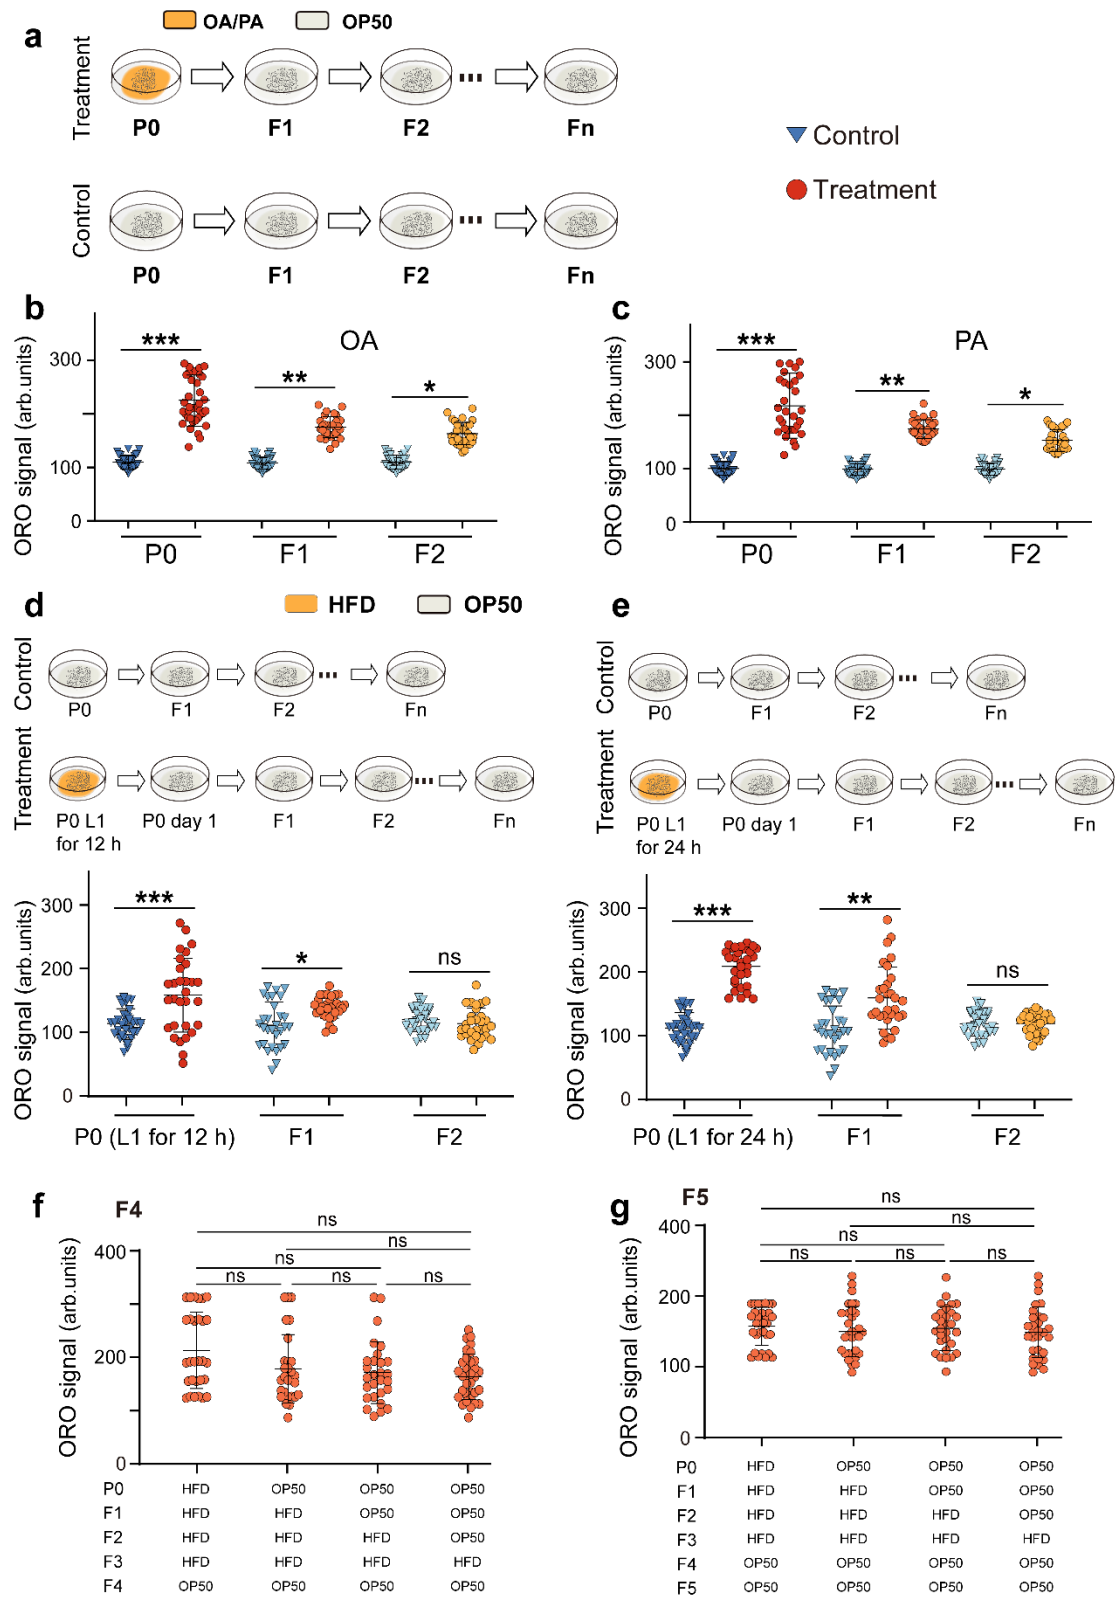 a
OA/PA OP50
Treatment
P0 F1 F2 Fn
Control
P0 F1 F2 Fn
Control
Treatment
b
OA
ORO signal (arb.units)
300
100
0
*** ** *
P0 F1 F2
c
PA
ORO signal (arb.units)
300
100
0
*** ** *
P0 F1 F2
d
HFD OP50
Control
P0 F1 F2 Fn
Treatment
P0 L1 P0 day 1 F1 F2 Fn
for 12 h
ORO signal (arb.units)
300
200
100
0
*** * ns
P0 (L1 for 12 h) F1 F2
e
Control
P0 F1 F2 Fn
Treatment
P0 L1 P0 day 1 F1 F2 Fn
for 24 h
ORO signal (arb.units)
300
200
100
0
*** ** ns
P0 (L1 for 24 h) F1 F2
f
F4
ORO signal (arb.units)
400
200
0
ns
ns
ns
ns ns ns
P0 HFD OP50 OP50 OP50
F1 HFD HFD OP50 OP50
F2 HFD HFD HFD OP50
F3 HFD HFD HFD HFD
F4 OP50 OP50 OP50 OP50
g
F5
ORO signal (arb.units)
400
200
100
0
ns
ns
ns
ns ns ns
P0 HFD OP50 OP50 OP50
F1 HFD HFD OP50 OP50
F2 HFD HFD HFD OP50
F3 HFD HFD HFD HFD
F4 OP50 OP50 OP50 OP50
F5 OP50 OP50 OP50 OP50